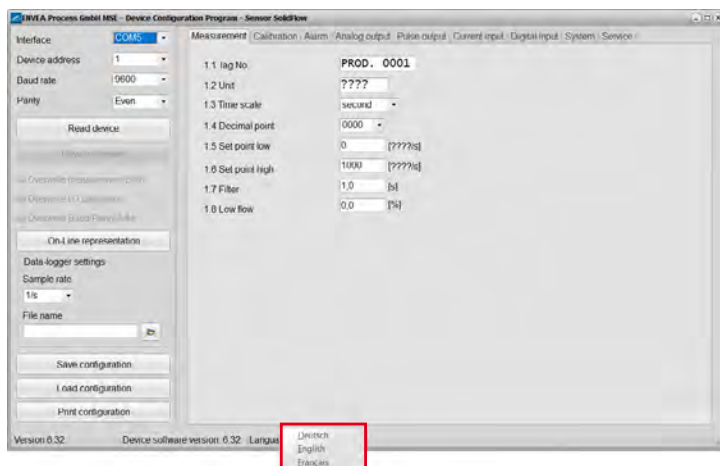 ENVEA Process GmbH MSE - Device Configuration Program - Sensor SolidFlow
Interface COM5
Device address 1
Baud rate 9600
Parity Even
Read device
Overwrite
Overwrite
Overwrite
On-Line representation
Data-logger settings
Sample rate
1/s
File name
Save configuration
Load configuration
Print configuration
Measurement Calibration Alarm Analog output Pulse output Current input Digital input System Service
1.1 Tag No. PROD. 0001
1.2 Unit ????
1.3 Time scale second
1.4 Decimal point 0000
1.5 Set point low 0 [????/s]
1.6 Set point high 1000 [????/s]
1.7 Filter 1,0 [s]
1.8 Low flow 0,0 [%]
Version 6.32 Device software version: 6.32 Langua
Deutsch
English
Français